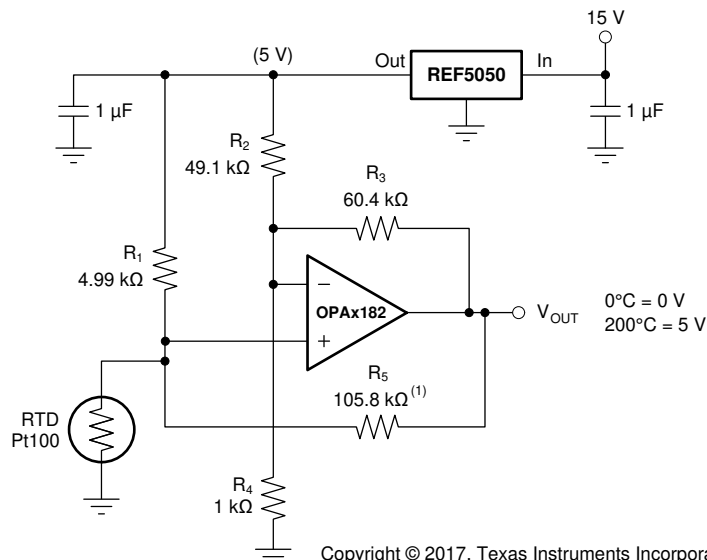 15 V
(5 V)
Out
REF5050
In
1 µF
1 µF
R2
49.1 kΩ
R3
60.4 kΩ
R1
4.99 kΩ
−
OPAx182
+
VOUT
0°C = 0 V
200°C = 5 V
R5
105.8 kΩ(1)
RTD
Pt100
R4
1 kΩ
Copyright © 2017, Texas Instruments Incorpora